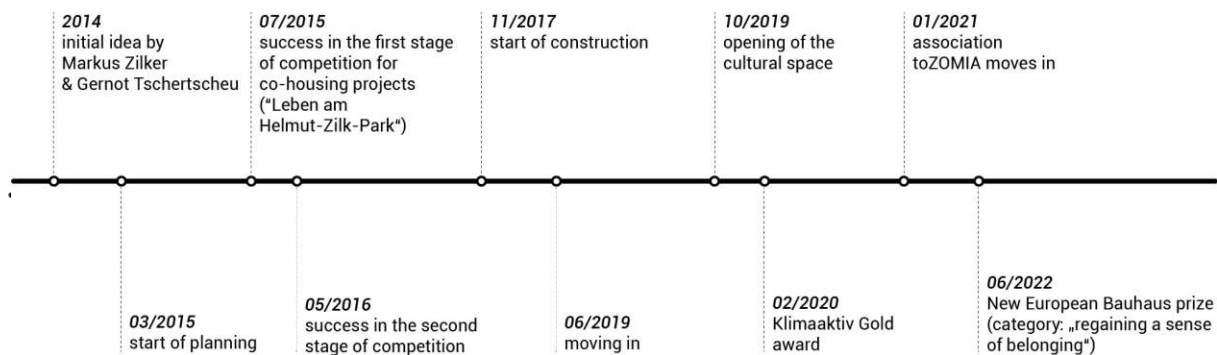 2014
initial idea by
Markus Zilker
& Gernot Tschertscheu
07/2015
success in the first stage
of competition for
co-housing projects
(“Leben am
Helmut-Zilk-Park“)
11/2017
start of construction
10/2019
opening of the
cultural space
01/2021
association
toZOMIA moves in
03/2015
start of planning
05/2016
success in the second
stage of competition
06/2019
moving in
02/2020
Klimaaktiv Gold
award
06/2022
New European Bauhaus prize
(category: „regaining a sense
of belonging“)